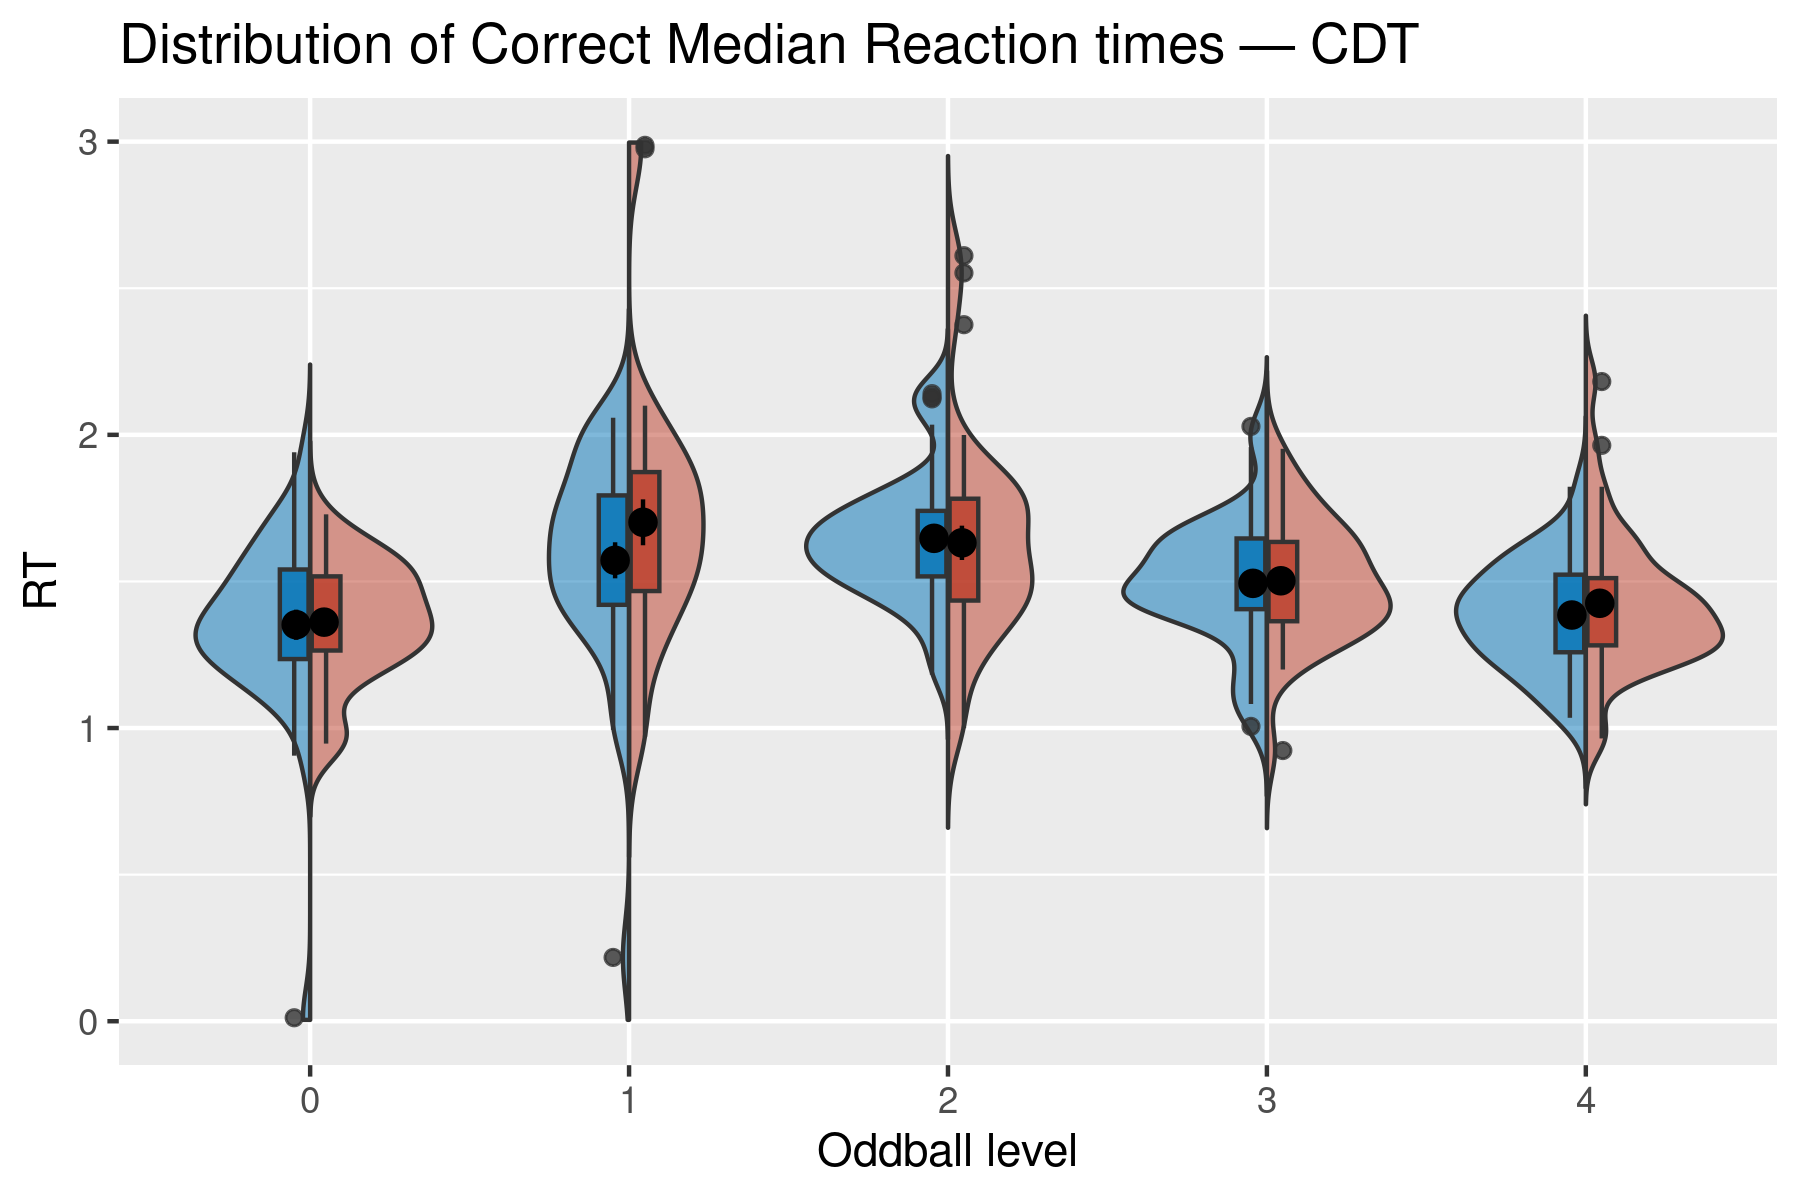 Distribution of Correct Median Reaction times — CDT
3
2
1
0
RT
0 1 2 3 4
Oddball level